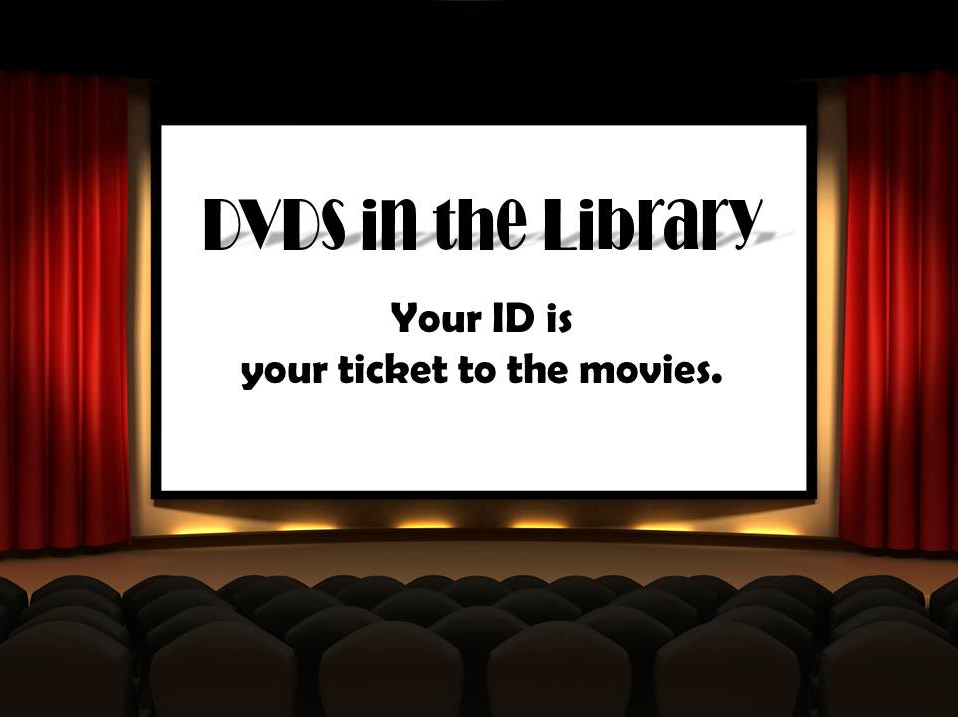 DVDs in the Library
Your ID is
your ticket to the movies.